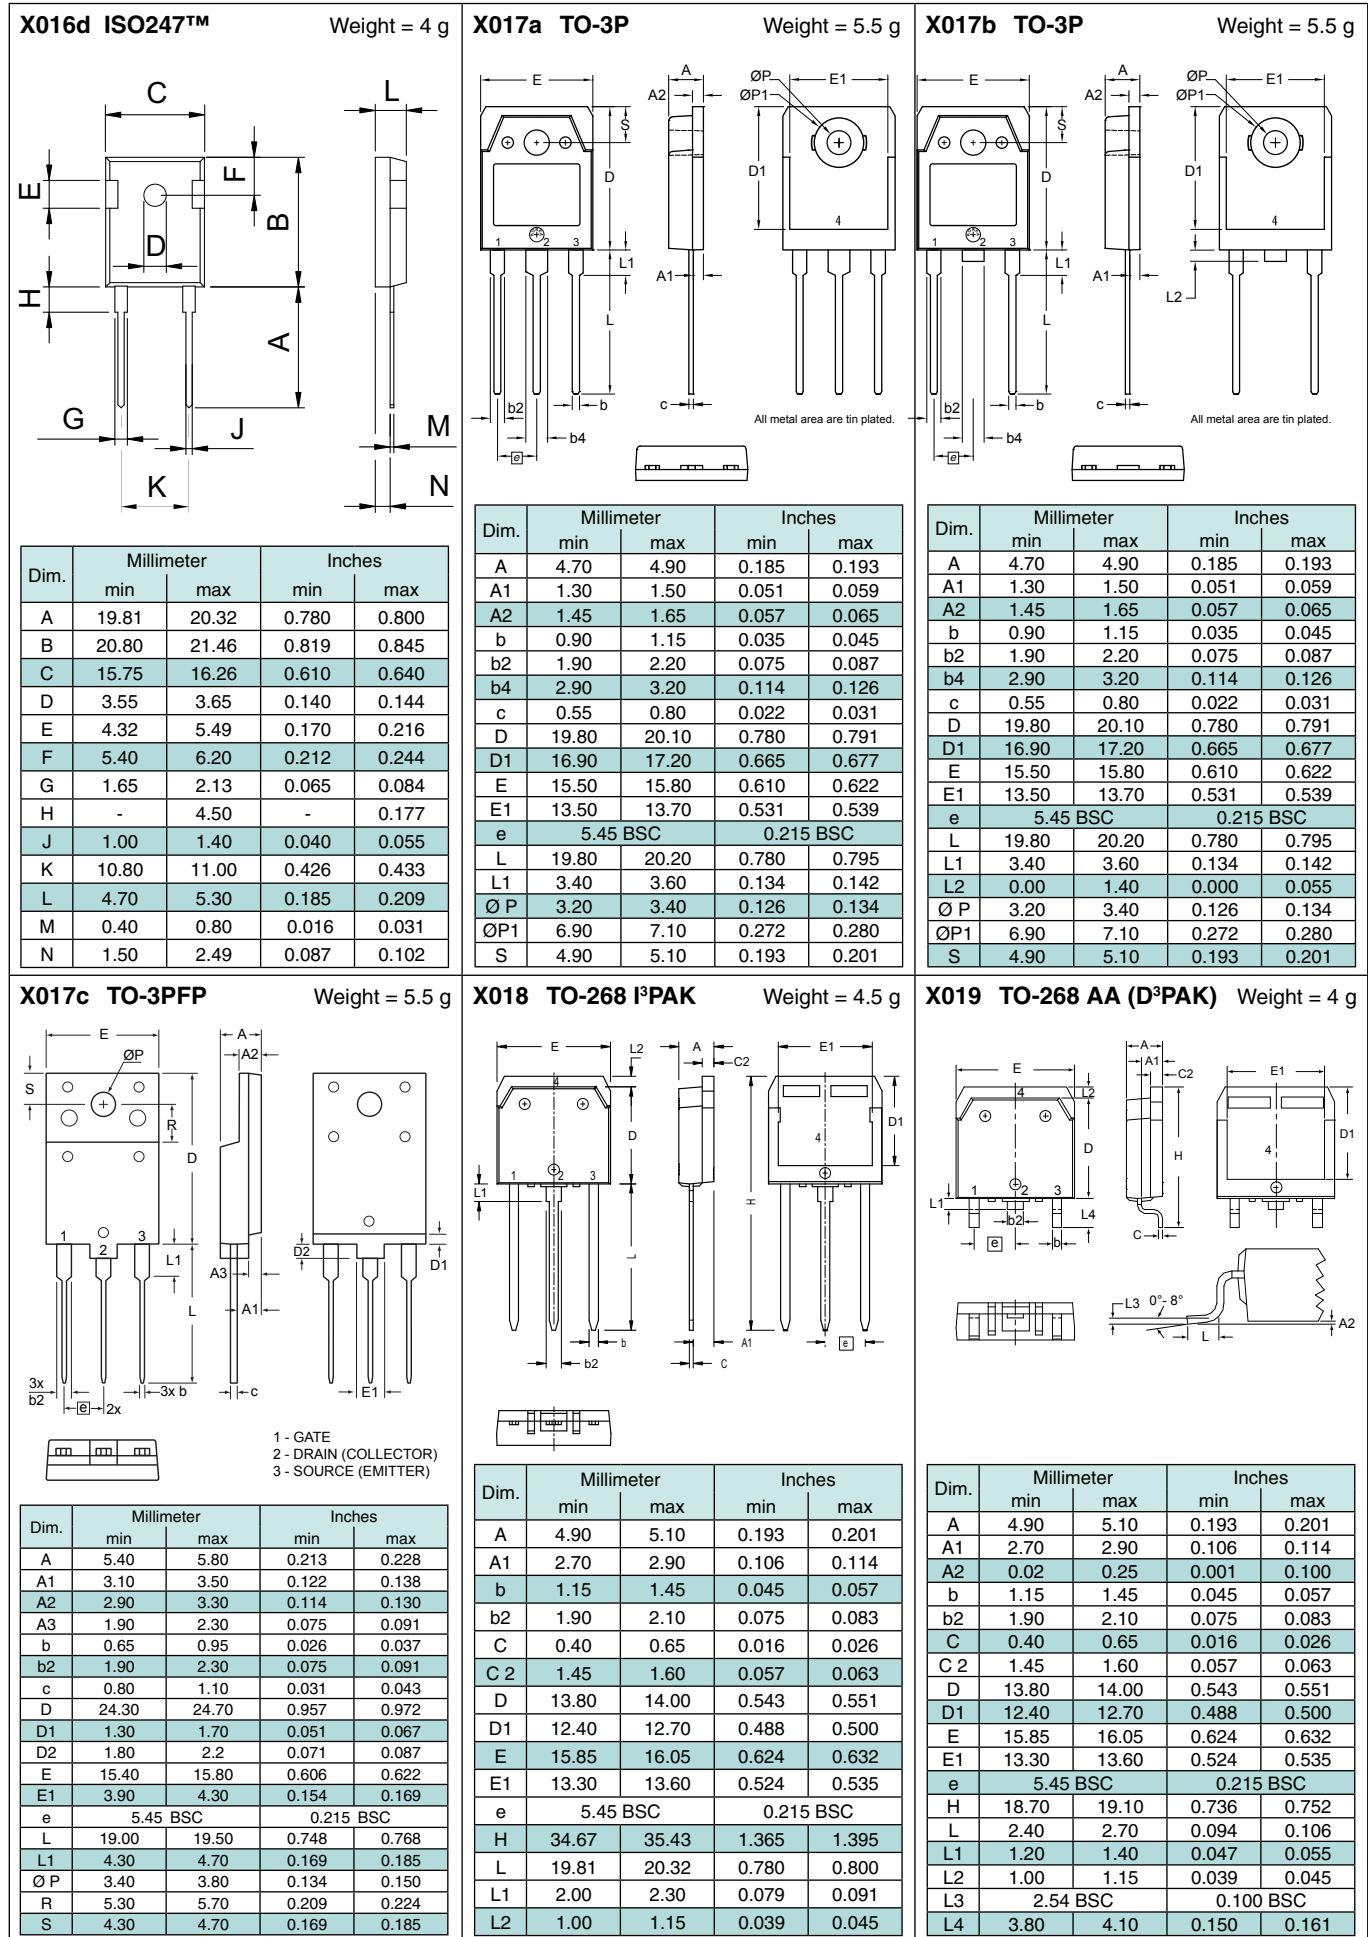 X016d ISO247™ Weight = 4 g
C
L
E
F
B
D
H
A
G
J
M
K
N
Dim. Millimeter Inches
min max min max
A 19.81 20.32 0.780 0.800
B 20.80 21.46 0.819 0.845
C 15.75 16.26 0.610 0.640
D 3.55 3.65 0.140 0.144
E 4.32 5.49 0.170 0.216
F 5.40 6.20 0.212 0.244
G 1.65 2.13 0.065 0.084
H - 4.50 - 0.177
J 1.00 1.40 0.040 0.055
K 10.80 11.00 0.426 0.433
L 4.70 5.30 0.185 0.209
M 0.40 0.80 0.016 0.031
N 1.50 2.49 0.087 0.102
X017a TO-3P Weight = 5.5 g
E A ØP E1
A2 ØP1
S
D D1
4
1 2 3
L1
A1
L
b2 b c
b4
e
All metal area are tin plated.
Dim. Millimeter Inches
min max min max
A 4.70 4.90 0.185 0.193
A1 1.30 1.50 0.051 0.059
A2 1.45 1.65 0.057 0.065
b 0.90 1.15 0.035 0.045
b2 1.90 2.20 0.075 0.087
b4 2.90 3.20 0.114 0.126
c 0.55 0.80 0.022 0.031
D 19.80 20.10 0.780 0.791
D1 16.90 17.20 0.665 0.677
E 15.50 15.80 0.610 0.622
E1 13.50 13.70 0.531 0.539
e 5.45 BSC 0.215 BSC
L 19.80 20.20 0.780 0.795
L1 3.40 3.60 0.134 0.142
Ø P 3.20 3.40 0.126 0.134
ØP1 6.90 7.10 0.272 0.280
S 4.90 5.10 0.193 0.201
X017b TO-3P Weight = 5.5 g
E A ØP E1
A2 ØP1
S
D D1
4
1 2 3
L1
A1
L2
L
b2 b c
b4
e
All metal area are tin plated.
Dim. Millimeter Inches
min max min max
A 4.70 4.90 0.185 0.193
A1 1.30 1.50 0.051 0.059
A2 1.45 1.65 0.057 0.065
b 0.90 1.15 0.035 0.045
b2 1.90 2.20 0.075 0.087
b4 2.90 3.20 0.114 0.126
c 0.55 0.80 0.022 0.031
D 19.80 20.10 0.780 0.791
D1 16.90 17.20 0.665 0.677
E 15.50 15.80 0.610 0.622
E1 13.50 13.70 0.531 0.539
e 5.45 BSC 0.215 BSC
L 19.80 20.20 0.780 0.795
L1 3.40 3.60 0.134 0.142
L2 0.00 1.40 0.000 0.055
Ø P 3.20 3.40 0.126 0.134
ØP1 6.90 7.10 0.272 0.280
S 4.90 5.10 0.193 0.201
X017c TO-3PFP Weight = 5.5 g
E A
ØP A2
S
R
D
1 2 3
L1
D2
D1
A3
A1
L
3x b2
3x b
c
E1
e 2x
1 - GATE
2 - DRAIN (COLLECTOR)
3 - SOURCE (EMITTER)
Dim. Millimeter Inches
min max min max
A 5.40 5.80 0.213 0.228
A1 3.10 3.50 0.122 0.138
A2 2.90 3.30 0.114 0.130
A3 1.90 2.30 0.075 0.091
b 0.65 0.95 0.026 0.037
b2 1.90 2.30 0.075 0.091
c 0.80 1.10 0.031 0.043
D 24.30 24.70 0.957 0.972
D1 1.30 1.70 0.051 0.067
D2 1.80 2.2 0.071 0.087
E 15.40 15.80 0.606 0.622
E1 3.90 4.30 0.154 0.169
e 5.45 BSC 0.215 BSC
L 19.00 19.50 0.748 0.768
L1 4.30 4.70 0.169 0.185
Ø P 3.40 3.80 0.134 0.150
R 5.30 5.70 0.209 0.224
S 4.30 4.70 0.169 0.185
X018 TO-268 I³PAK Weight = 4.5 g
E L2 A E1
C2
4
D D1
4
1 2 3
L1
H
L
b A1 e
b2 C
Dim. Millimeter Inches
min max min max
A 4.90 5.10 0.193 0.201
A1 2.70 2.90 0.106 0.114
b 1.15 1.45 0.045 0.057
b2 1.90 2.10 0.075 0.083
C 0.40 0.65 0.016 0.026
C 2 1.45 1.60 0.057 0.063
D 13.80 14.00 0.543 0.551
D1 12.40 12.70 0.488 0.500
E 15.85 16.05 0.624 0.632
E1 13.30 13.60 0.524 0.535
e 5.45 BSC 0.215 BSC
H 34.67 35.43 1.365 1.395
L 19.81 20.32 0.780 0.800
L1 2.00 2.30 0.079 0.091
L2 1.00 1.15 0.039 0.045
X019 TO-268 AA (D³PAK) Weight = 4 g
A
A1
E C2 E1
4 L2
D H D1
4
1 2 3
L1 L4
b2
e b C
L3 0°- 8°
L A2
Dim. Millimeter Inches
min max min max
A 4.90 5.10 0.193 0.201
A1 2.70 2.90 0.106 0.114
A2 0.02 0.25 0.001 0.100
b 1.15 1.45 0.045 0.057
b2 1.90 2.10 0.075 0.083
C 0.40 0.65 0.016 0.026
C 2 1.45 1.60 0.057 0.063
D 13.80 14.00 0.543 0.551
D1 12.40 12.70 0.488 0.500
E 15.85 16.05 0.624 0.632
E1 13.30 13.60 0.524 0.535
e 5.45 BSC 0.215 BSC
H 18.70 19.10 0.736 0.752
L 2.40 2.70 0.094 0.106
L1 1.20 1.40 0.047 0.055
L2 1.00 1.15 0.039 0.045
L3 2.54 BSC 0.100 BSC
L4 3.80 4.10 0.150 0.161